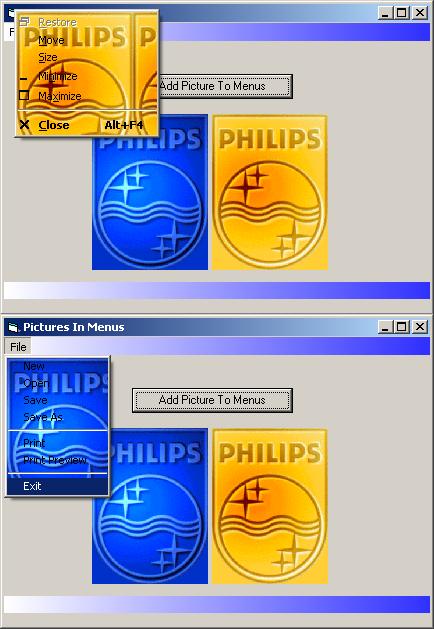 Restore
Move
Size
Minimize
Maximize
Close Alt+F4
PHILIPS
F
Add Picture To Menus
PHILIPS PHILIPS
Pictures In Menus
File
New
Open
Save
Save As
Print
Print Preview
Exit
PHILIPS
Add Picture To Menus
PHILIPS PHILIPS